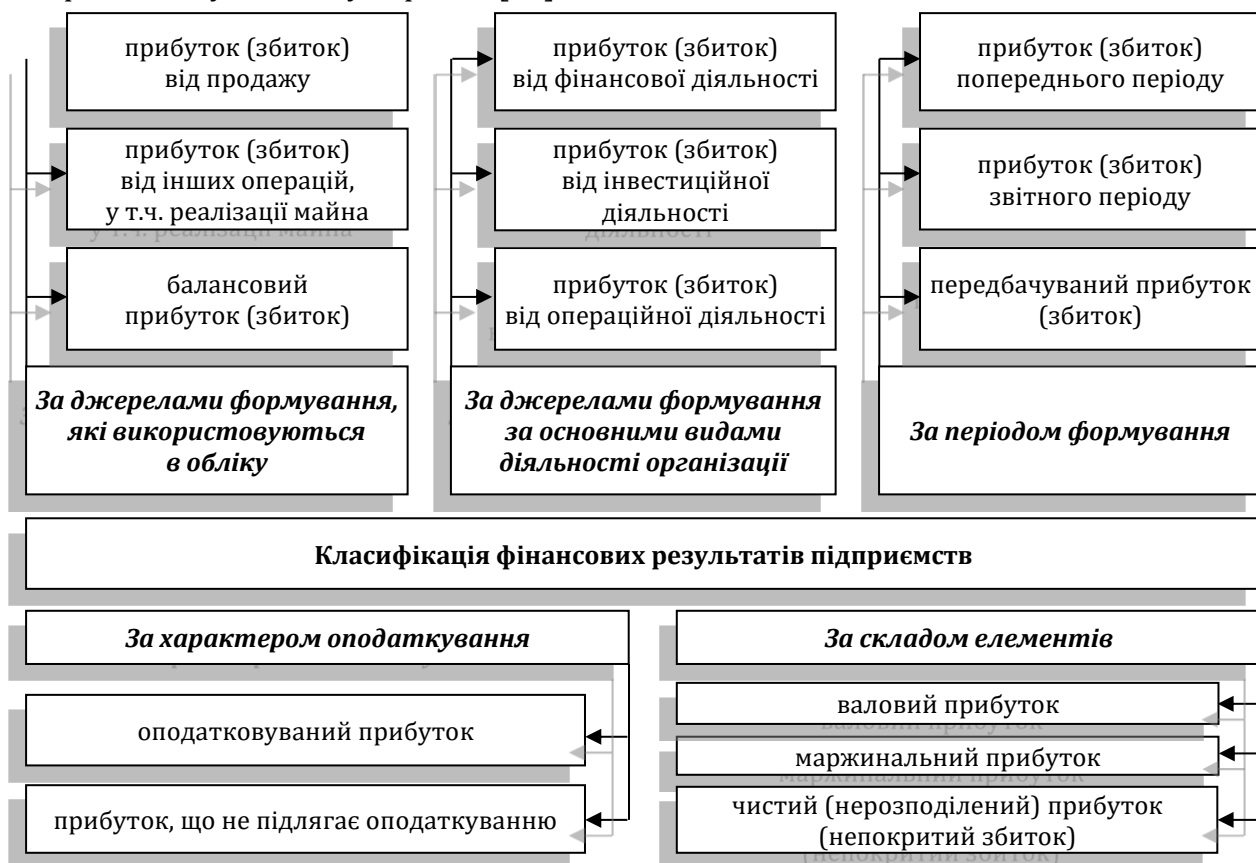 прибуток (збиток)
від продажу
прибуток (збиток)
від інших операцій,
у т.ч. реалізації майна
балансовий
прибуток (збиток)
За джерелами формування,
які використовуються
в обліку
прибуток (збиток)
від фінансової діяльності
прибуток (збиток)
від інвестиційної
діяльності
прибуток (збиток)
від операційної діяльності
За джерелами формування
за основними видами
діяльності організації
прибуток (збиток)
попереднього періоду
прибуток (збиток)
звітного періоду
передбачуваний прибуток
(збиток)
За періодом формування
Класифікація фінансових результатів підприємств
За характером оподаткування
оподатковуваний прибуток
прибуток, що не підлягає оподаткуванню
За складом елементів
валовий прибуток
маржинальний прибуток
чистий (нерозподілений) прибуток
(непокритий збиток)